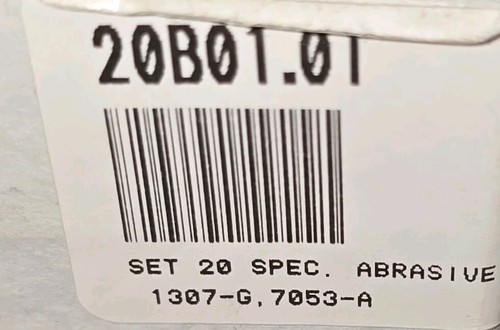 20B01.01
SET 20 SPEC. ABRASIVE
1307-G,7053-A